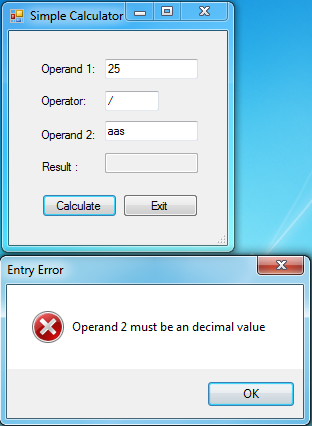 Simple Calculator
Operand 1: 25
Operator: /
Operand 2: aas
Result :
Calculate Exit
Entry Error
Operand 2 must be an decimal value
OK